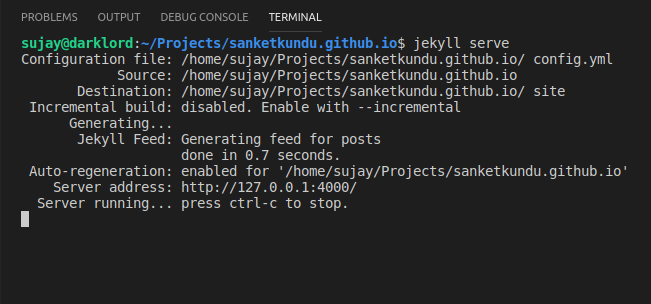 PROBLEMS OUTPUT DEBUG CONSOLE TERMINAL
sujay@darklord:~/Projects/sanketkundu.github.io$ jekyll serve
Configuration file: /home/sujay/Projects/sanketkundu.github.io/ config.yml
Source: /home/sujay/Projects/sanketkundu.github.io
Destination: /home/sujay/Projects/sanketkundu.github.io/ site
Incremental build: disabled. Enable with --incremental
Generating...
Jekyll Feed: Generating feed for posts
done in 0.7 seconds.
Auto-regeneration: enabled for '/home/sujay/Projects/sanketkundu.github.io'
Server address: http://127.0.0.1:4000/
Server running... press ctrl-c to stop.